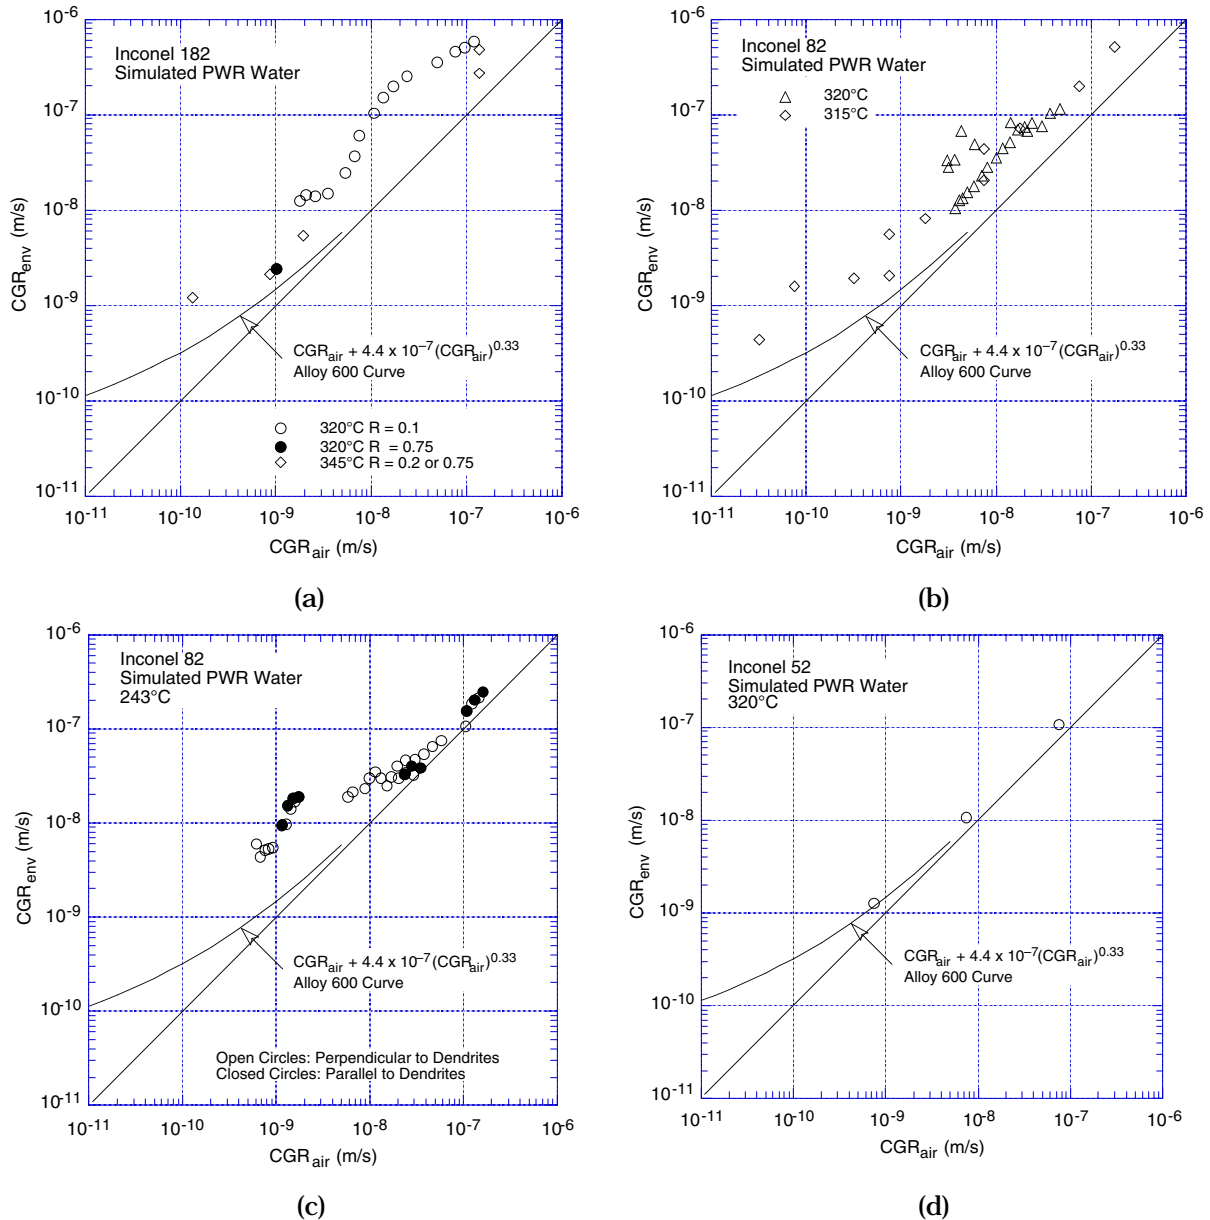 Inconel 182
Simulated PWR Water
10⁻⁶
10⁻⁷
10⁻⁸
10⁻⁹
10⁻¹⁰
10⁻¹¹
CGRenv (m/s)
CGRair + 4.4 x 10⁻⁷(CGRair)⁰·³³
Alloy 600 Curve
320°C R = 0.1
320°C R = 0.75
345°C R = 0.2 or 0.75
10⁻¹¹ 10⁻¹⁰ 10⁻⁹ 10⁻⁸ 10⁻⁷ 10⁻⁶
CGRair (m/s)
(a)
Inconel 82
Simulated PWR Water
320°C
315°C
10⁻⁶
10⁻⁷
10⁻⁸
10⁻⁹
10⁻¹⁰
10⁻¹¹
CGRenv (m/s)
CGRair + 4.4 x 10⁻⁷(CGRair)⁰·³³
Alloy 600 Curve
10⁻¹¹ 10⁻¹⁰ 10⁻⁹ 10⁻⁸ 10⁻⁷ 10⁻⁶
CGRair (m/s)
(b)
Inconel 82
Simulated PWR Water
243°C
10⁻⁶
10⁻⁷
10⁻⁸
10⁻⁹
10⁻¹⁰
10⁻¹¹
CGRenv (m/s)
CGRair + 4.4 x 10⁻⁷(CGRair)⁰·³³
Alloy 600 Curve
Open Circles: Perpendicular to Dendrites
Closed Circles: Parallel to Dendrites
10⁻¹¹ 10⁻¹⁰ 10⁻⁹ 10⁻⁸ 10⁻⁷ 10⁻⁶
CGRair (m/s)
(c)
Inconel 52
Simulated PWR Water
320°C
10⁻⁶
10⁻⁷
10⁻⁸
10⁻⁹
10⁻¹⁰
10⁻¹¹
CGRenv (m/s)
CGRair + 4.4 x 10⁻⁷(CGRair)⁰·³³
Alloy 600 Curve
10⁻¹¹ 10⁻¹⁰ 10⁻⁹ 10⁻⁸ 10⁻⁷ 10⁻⁶
CGRair (m/s)
(d)